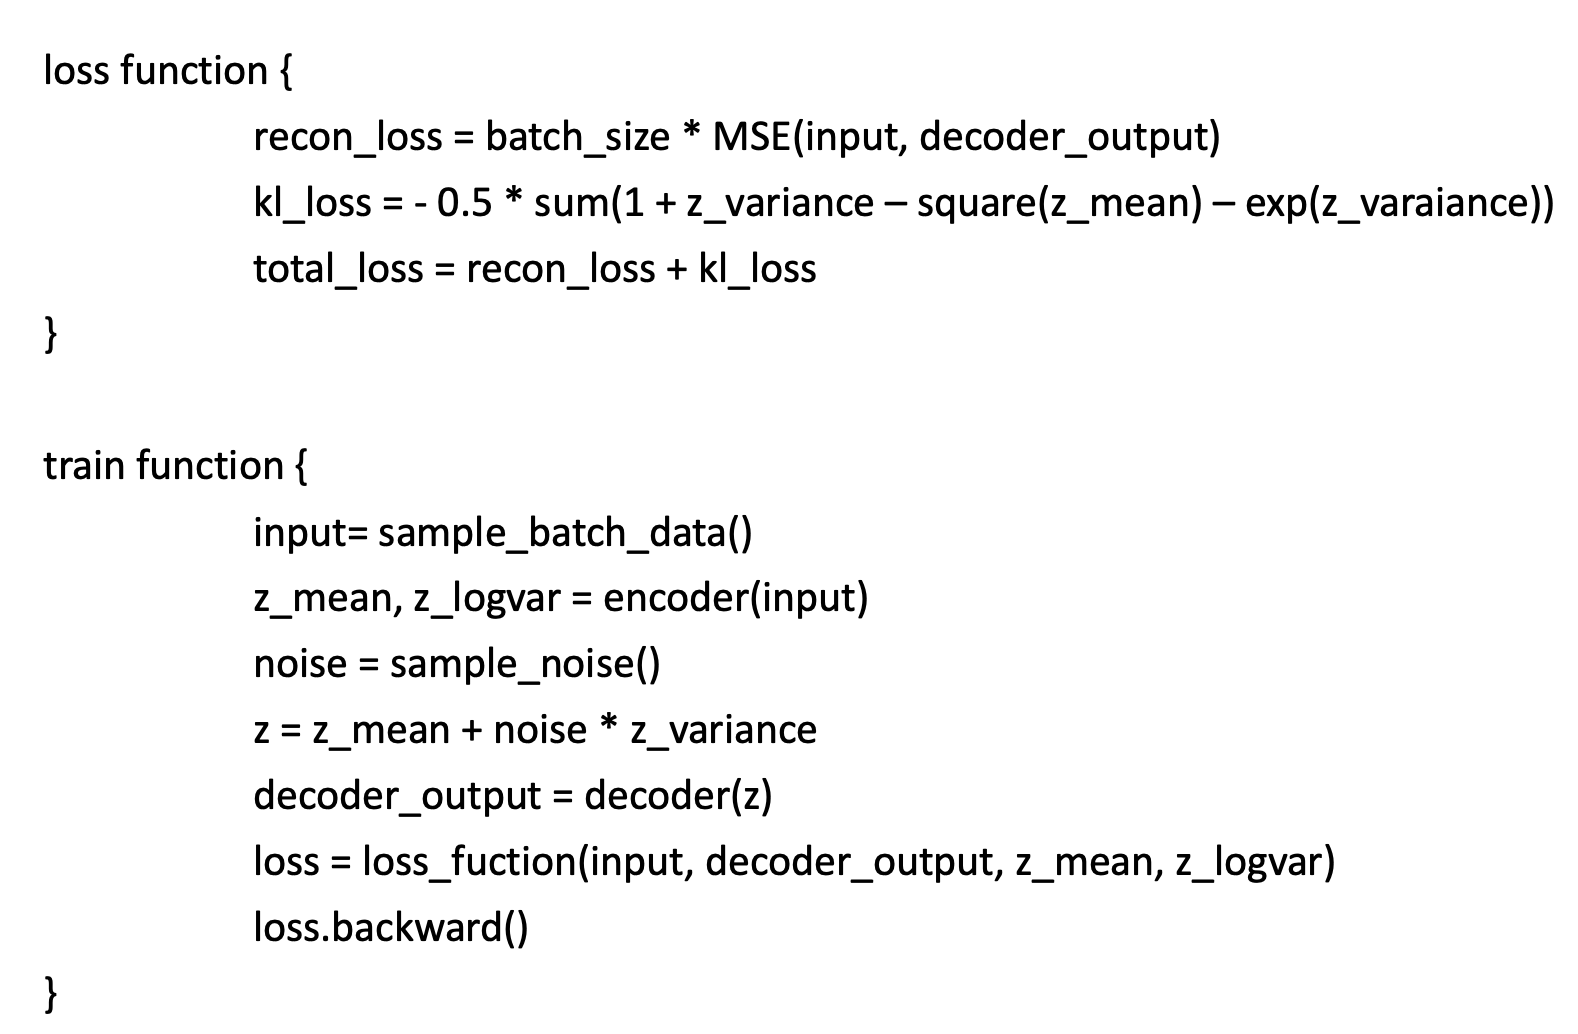 loss function {
recon_loss = batch_size * MSE(input, decoder_output)
kl_loss = - 0.5 * sum(1 + z_variance – square(z_mean) – exp(z_varaiance))
total_loss = recon_loss + kl_loss
}
train function {
input= sample_batch_data()
z_mean, z_logvar = encoder(input)
noise = sample_noise()
z = z_mean + noise * z_variance
decoder_output = decoder(z)
loss = loss_fuction(input, decoder_output, z_mean, z_logvar)
loss.backward()
}